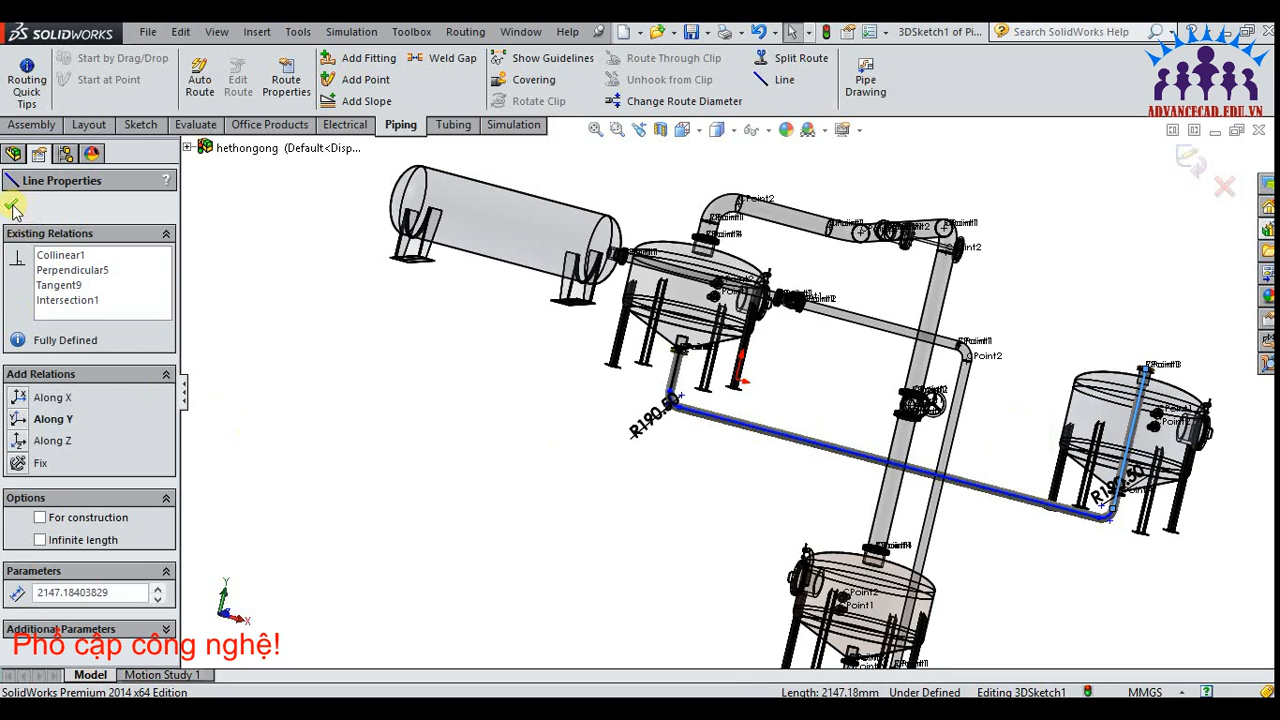 SOLIDWORKS
File Edit View Insert Tools Simulation Toolbox Routing Window Help
3DSketch1 of Pi...
Search SolidWorks Help
Routing Quick Tips
Start by Drag/Drop
Start at Point
Auto Route
Edit Route
Route Properties
Add Fitting
Add Point
Add Slope
Weld Gap
Show Guidelines
Covering
Rotate Clip
Route Through Clip
Unhook from Clip
Change Route Diameter
Split Route
Line
Pipe Drawing
ADVANCECAD.EDU.VN
Assembly Layout Sketch Evaluate Office Products Electrical Piping Tubing Simulation
hethongong (Default<Disp...
Line Properties
?
Existing Relations
Collinear1
Perpendicular5
Tangent9
Intersection1
Fully Defined
Add Relations
Along X
Along Y
Along Z
Fix
Options
For construction
Infinite length
Parameters
2147.18403829
Additional Parameters
Phổ cập công nghệ!
CPoint2
CPoint2
CPoint2
R190.50
CPoint2
Point1
Y
X
Model Motion Study 1
SolidWorks Premium 2014 x64 Edition
Length: 2147.18mm Under Defined Editing 3DSketch1 MMGS